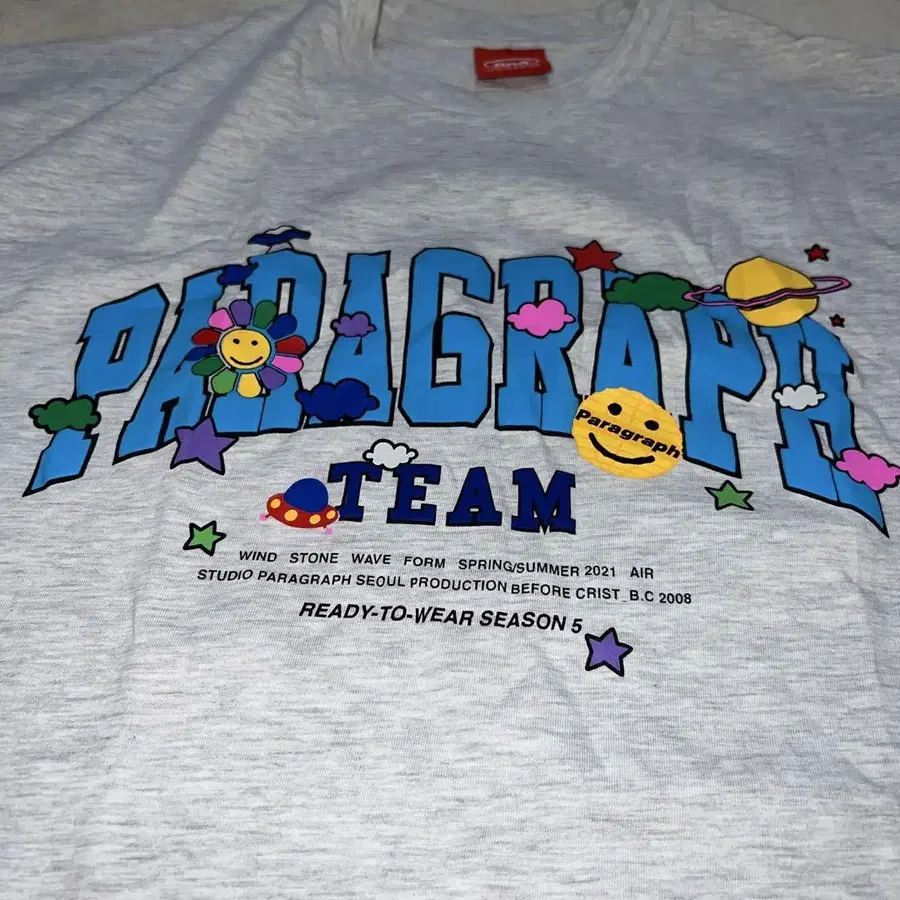 PARAGRAPH
Paragraph
TEAM
WIND STONE WAVE FORM SPRING/SUMMER 2021 AIR
STUDIO PARAGRAPH SEOUL PRODUCTION BEFORE CRIST_B.C 2008
READY-TO-WEAR SEASON 5